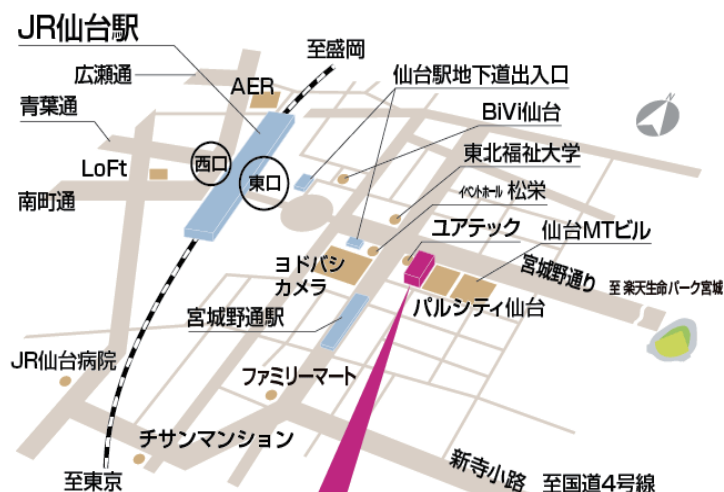 JR仙台駅
至盛岡
広瀬通
AER
仙台駅地下道出入口
青葉通
BiVi仙台
西口
東口
LoFt
東北福祉大学
南町通
イベントホール 松栄
ユアテック
仙台MTビル
ヨドバシ
カメラ
宮城野通り
至 楽天生命パーク宮城
パルシティ仙台
宮城野通駅
JR仙台病院
ファミリーマート
チサンマンション
新寺小路
至東京
至国道4号線